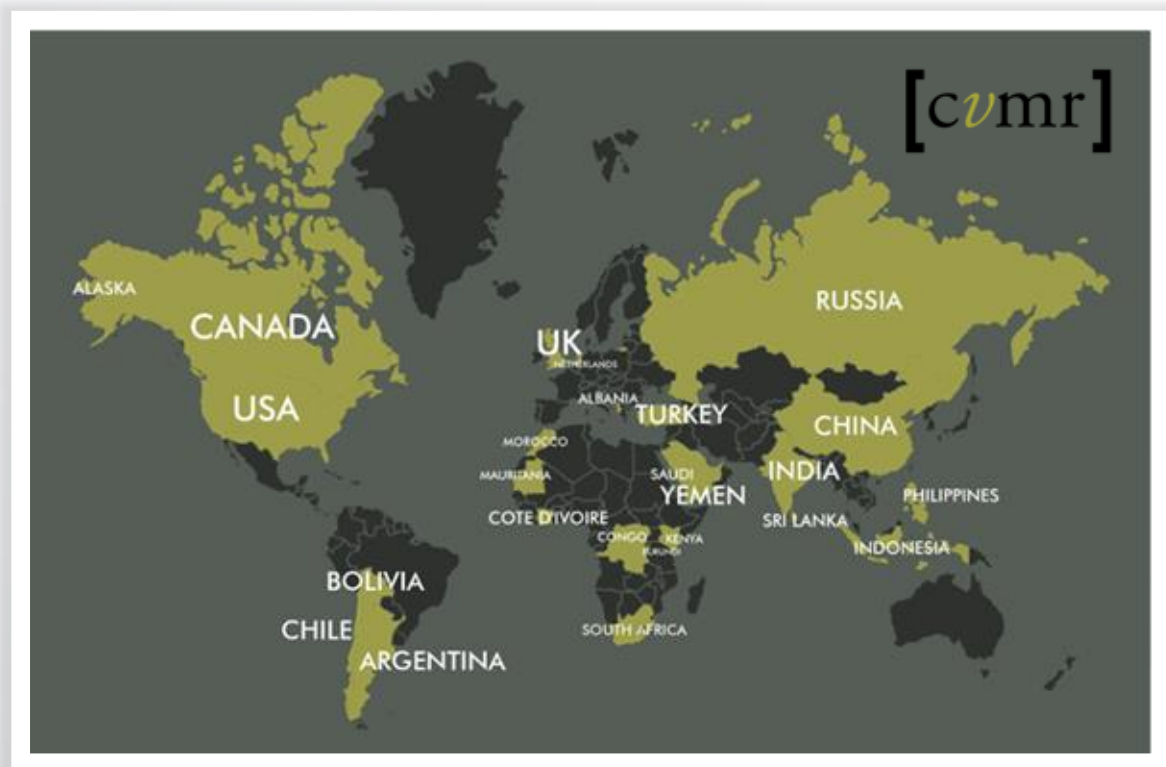 [cvmr]
ALASKA
CANADA
USA
RUSSIA
UK
NETHERLANDS
ALBANIA
TURKEY
CHINA
MOROCCO
MAURITANIA
SAUDI
YEMEN
INDIA
PHILIPPINES
COTE D'IVOIRE
SRI LANKA
CONGO
KENYA
BURUNDI
INDONESIA
BOLIVIA
CHILE
SOUTH AFRICA
ARGENTINA